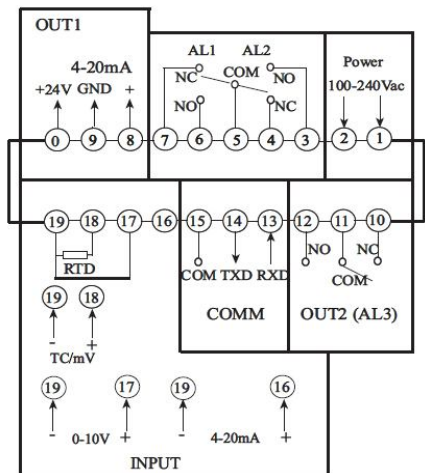 OUT1
4-20mA
+24V GND +
AL1 AL2
NC COM NO
NO NC
Power
100-240Vac
0 9 8 7 6 5 4 3 2 1
19 18 17 16 15 14 13 12 11 10
RTD
COM TXD RXD
NO NC
COM
COMM
OUT2 (AL3)
19 18
- +
TC/mV
19 17 19 16
- 0-10V + - 4-20mA +
INPUT